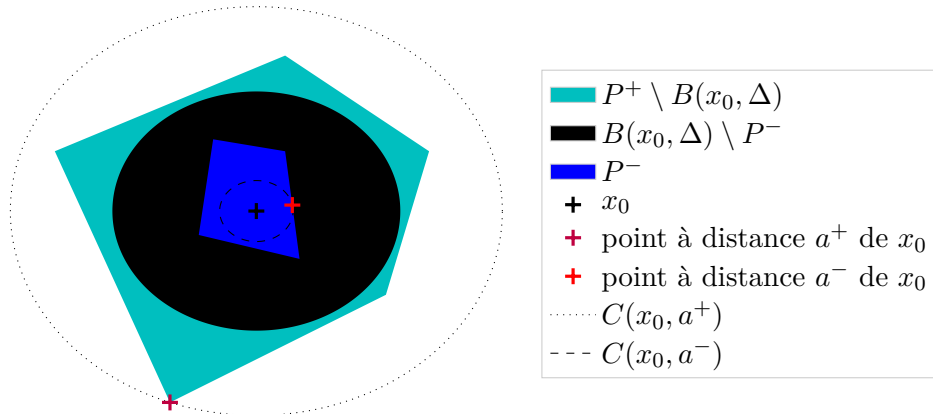 P⁺ \ B(x₀, Δ)
B(x₀, Δ) \ P⁻
P⁻
x₀
point à distance a⁺ de x₀
point à distance a⁻ de x₀
C(x₀, a⁺)
C(x₀, a⁻)